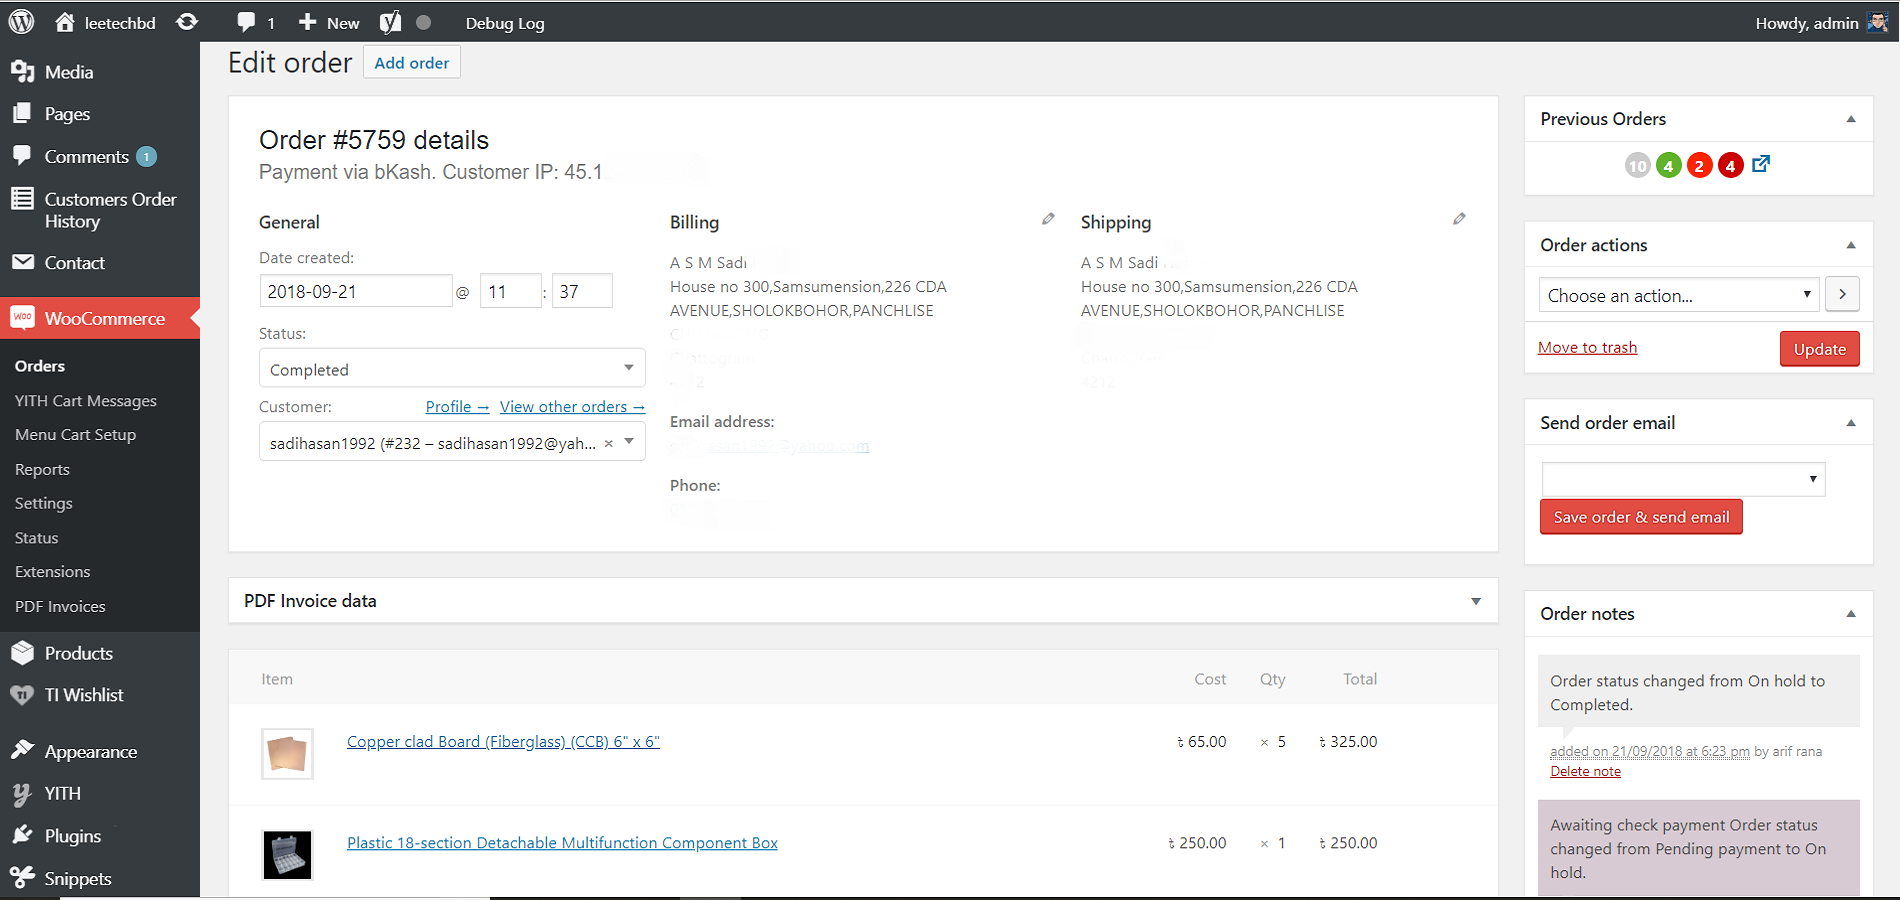 leetechbd
1
New
Debug Log
Howdy, admin
Media
Pages
Comments 1
Customers Order
History
Contact
WOO WooCommerce
Orders
YITH Cart Messages
Menu Cart Setup
Reports
Settings
Status
Extensions
PDF Invoices
Products
TI TI Wishlist
Appearance
YITH
Plugins
Snippets
Edit order
Add order
Order #5759 details
Payment via bKash. Customer IP: 45.1
General
Date created:
2018-09-21 @ 11 : 37
Status:
Completed
Customer: Profile → View other orders →
sadihasan1992 (#232 – sadihasan1992@yah... × 
Billing
A S M Sadi
House no 300,Samsumension,226 CDA
AVENUE,SHOLOKBOHOR,PANCHLISE
Email address:
Phone:
Shipping
A S M Sadi
House no 300,Samsumension,226 CDA
AVENUE,SHOLOKBOHOR,PANCHLISE
4212
PDF Invoice data
Item Cost Qty Total
Copper clad Board (Fiberglass) (CCB) 6" x 6" ৳ 65.00 × 5 ৳ 325.00
Plastic 18-section Detachable Multifunction Component Box ৳ 250.00 × 1 ৳ 250.00
Previous Orders
10 4 2 4
Order actions
Choose an action... >
Move to trash Update
Send order email
Save order & send email
Order notes
Order status changed from On hold to
Completed.
added on 21/09/2018 at 6:23 pm by arif rana
Delete note
Awaiting check payment Order status
changed from Pending payment to On
hold.